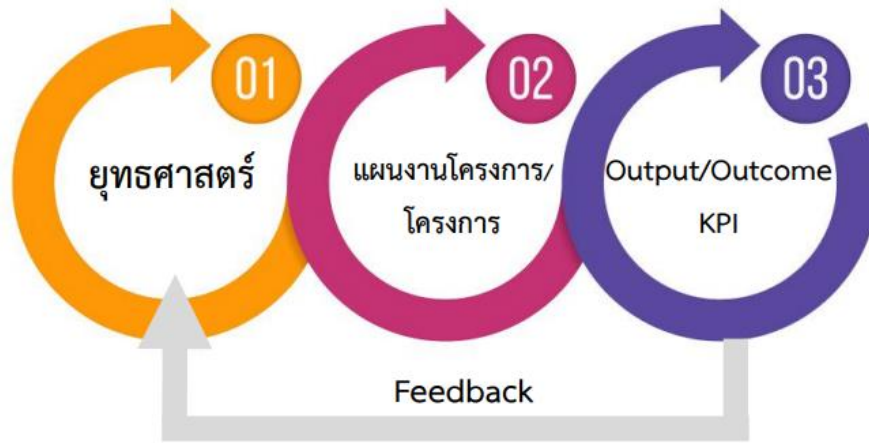 01
ยุทธศาสตร์
02
แผนงานโครงการ/
โครงการ
03
Output/Outcome
KPI
Feedback